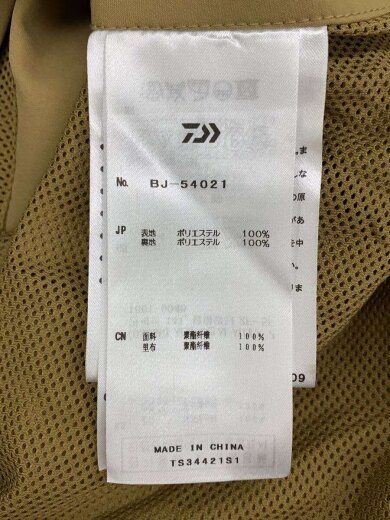 No. BJ-54021
JP 表地 ポリエステル 100%
裏地 ポリエステル 100%
CN 面料 聚酯纤维 100%
里布 聚酯纤维 100%
MADE IN CHINA
TS34421S1